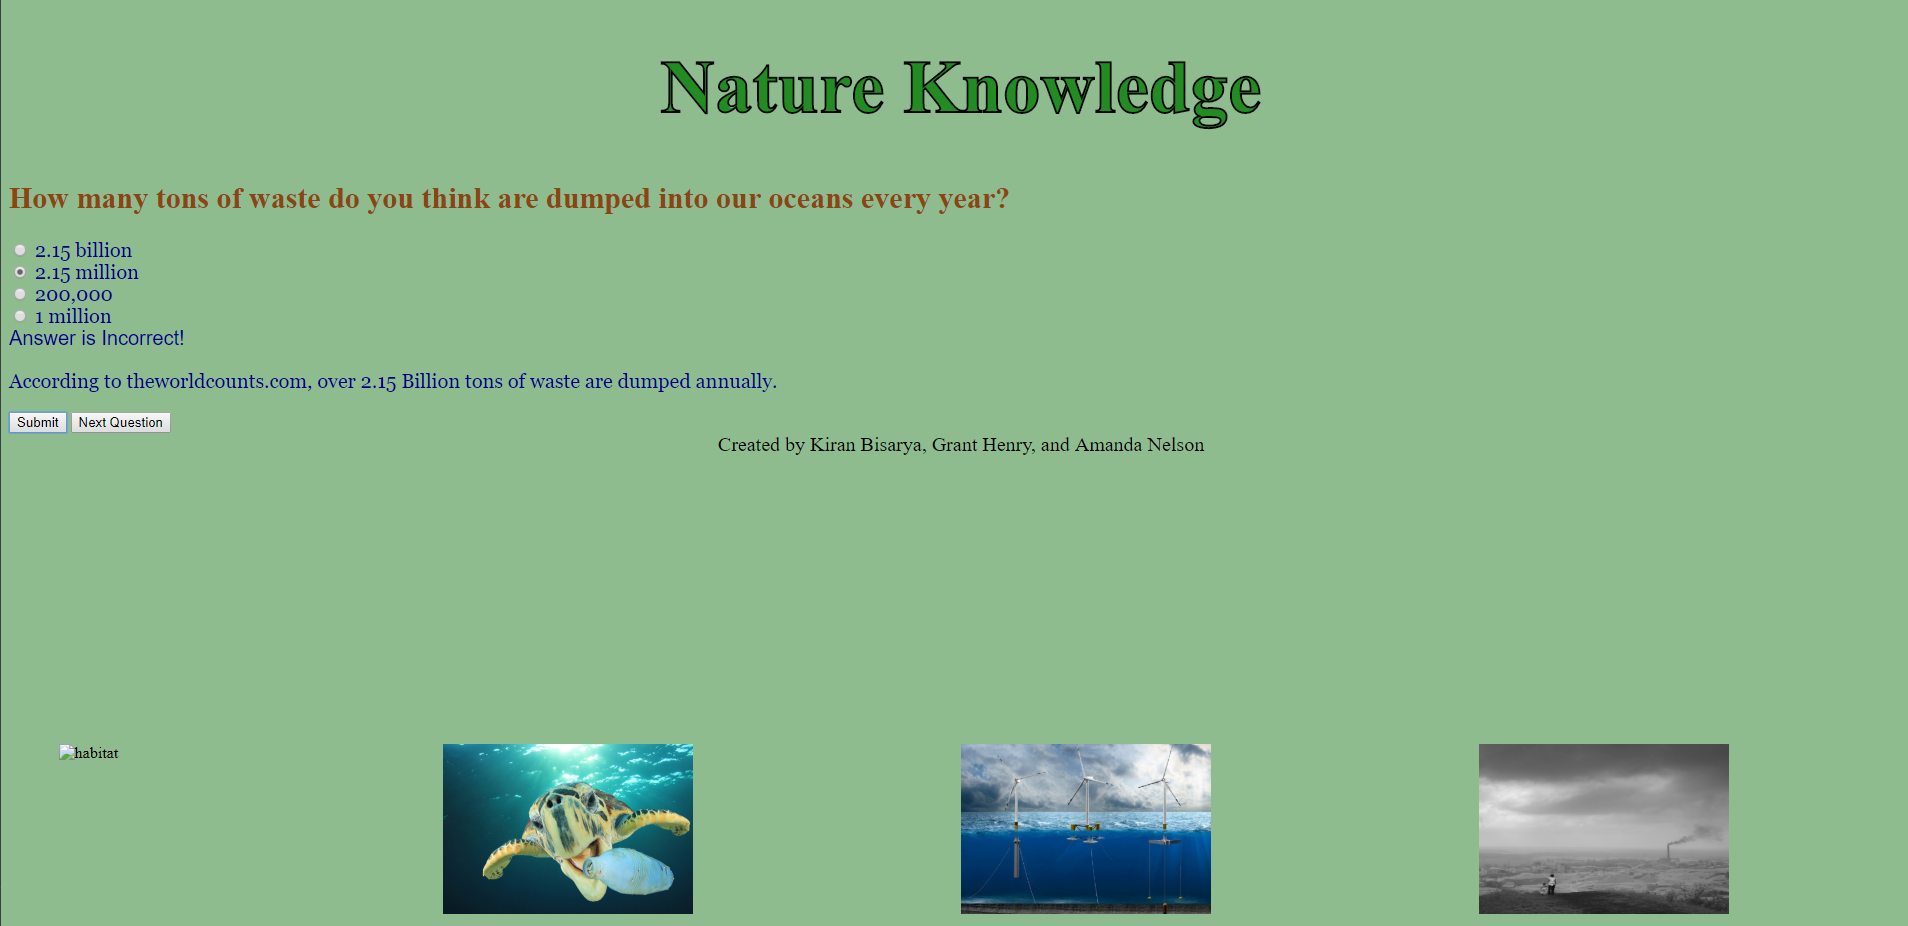 Nature Knowledge
How many tons of waste do you think are dumped into our oceans every year?
2.15 billion
2.15 million
200,000
1 million
Answer is Incorrect!
According to theworldcounts.com, over 2.15 Billion tons of waste are dumped annually.
Submit Next Question
Created by Kiran Bisarya, Grant Henry, and Amanda Nelson
habitat